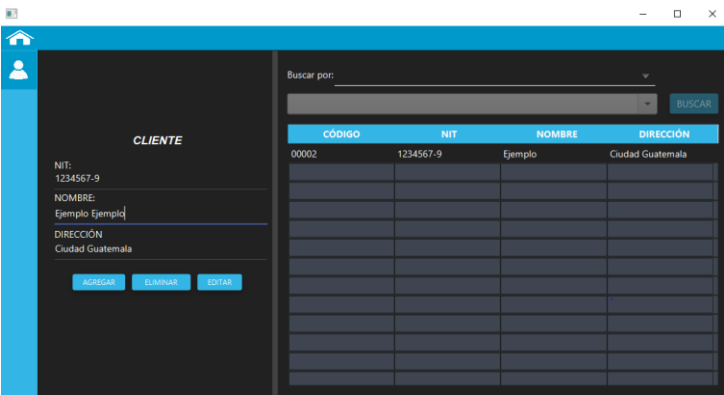 CLIENTE
NIT:
1234567-9
NOMBRE:
Ejemplo Ejemplo
DIRECCIÓN
Ciudad Guatemala
AGREGAR ELIMINAR EDITAR
Buscar por:
BUSCAR
CÓDIGO NIT NOMBRE DIRECCIÓN
00002 1234567-9 Ejemplo Ciudad Guatemala